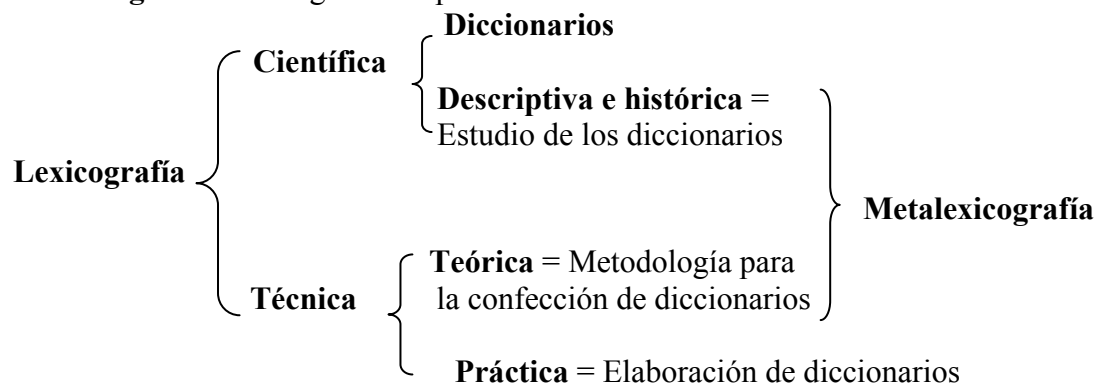 Diccionarios
Científica
Descriptiva e histórica =
Estudio de los diccionarios
Lexicografía
Metalexicografía
Teórica = Metodología para
la confección de diccionarios
Técnica
Práctica = Elaboración de diccionarios